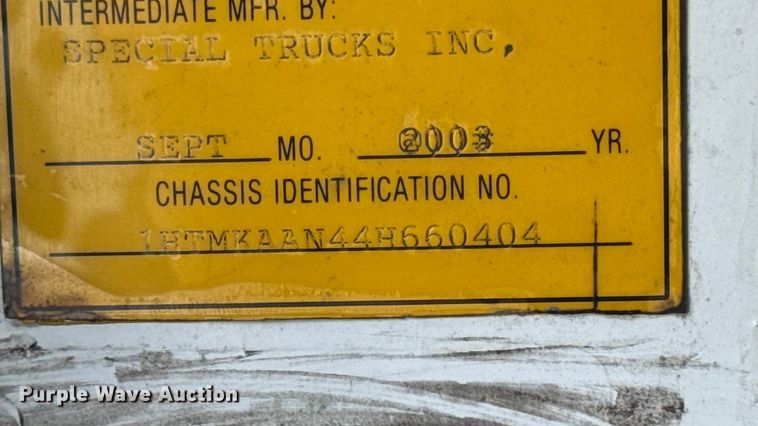 INTERMEDIATE MFR. BY:
SPECIAL TRUCKS INC.
SEPT MO. 2003 YR.
CHASSIS IDENTIFICATION NO.
1HTMKAAN44H660404
Purple Wave Auction